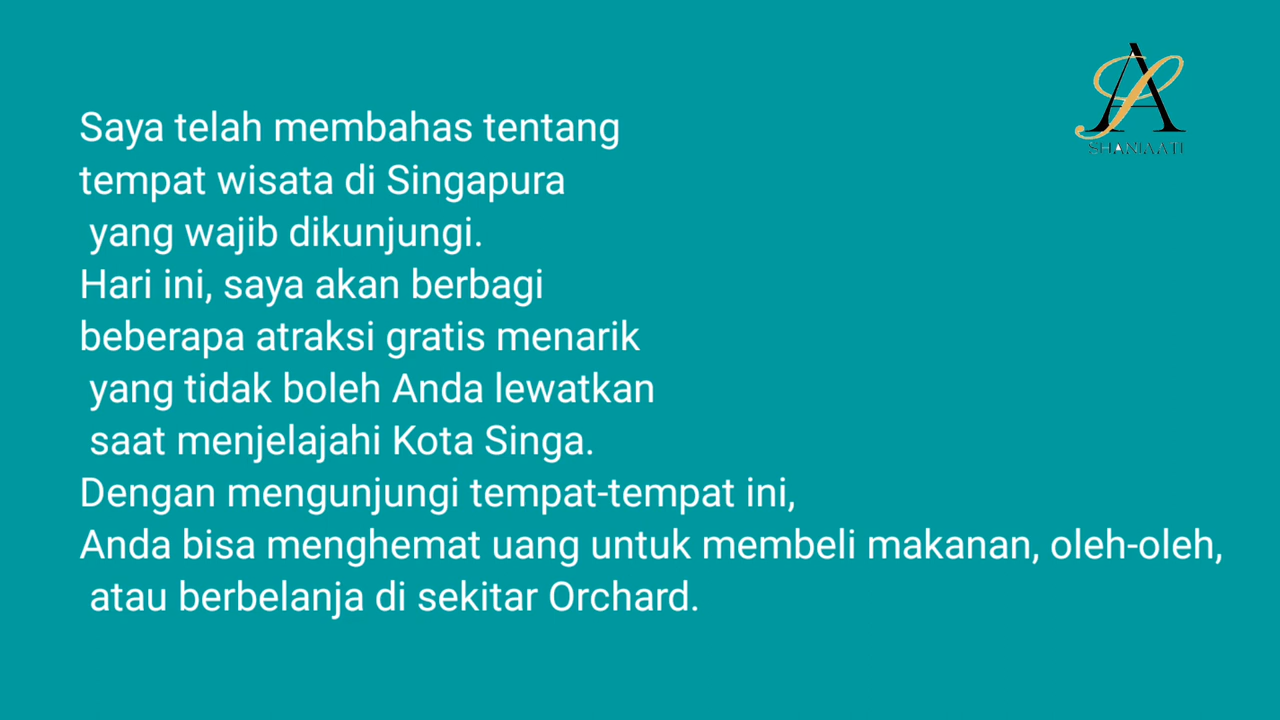 Saya telah membahas tentang
tempat wisata di Singapura
yang wajib dikunjungi.
Hari ini, saya akan berbagi
beberapa atraksi gratis menarik
yang tidak boleh Anda lewatkan
saat menjelajahi Kota Singa.
Dengan mengunjungi tempat-tempat ini,
Anda bisa menghemat uang untuk membeli makanan, oleh-oleh,
atau berbelanja di sekitar Orchard.